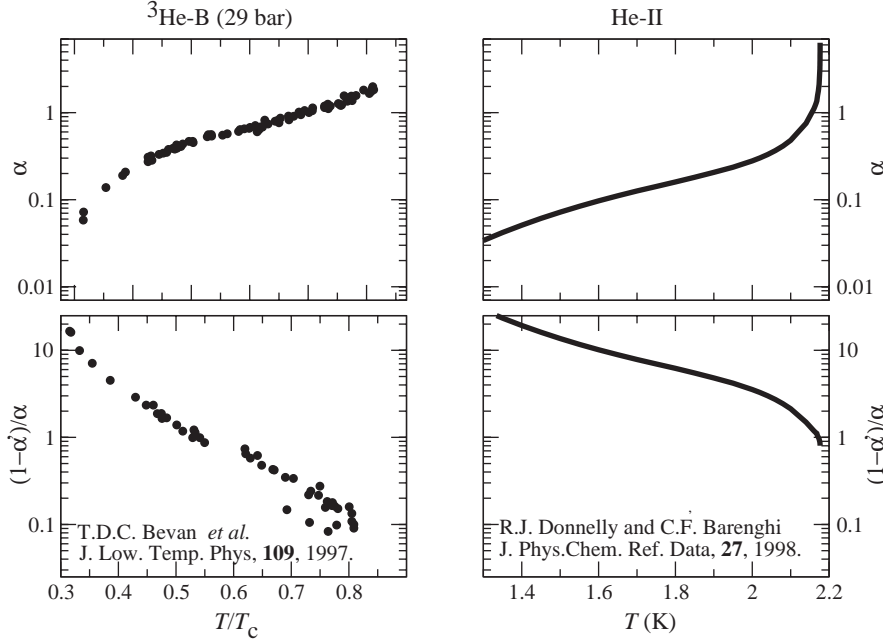 ³He-B (29 bar)
He-II
α
1
0.1
0.01
1
0.1
0.01
α
(1−α')/α
10
1
0.1
T.D.C. Bevan et al.
J. Low. Temp. Phys, 109, 1997.
R.J. Donnelly and C.F. Barenghi
J. Phys.Chem. Ref. Data, 27, 1998.
10
1
0.1
(1−α')/α
0.3 0.4 0.5 0.6 0.7 0.8
T/Tc
1.4 1.6 1.8 2.0 2.2
T (K)